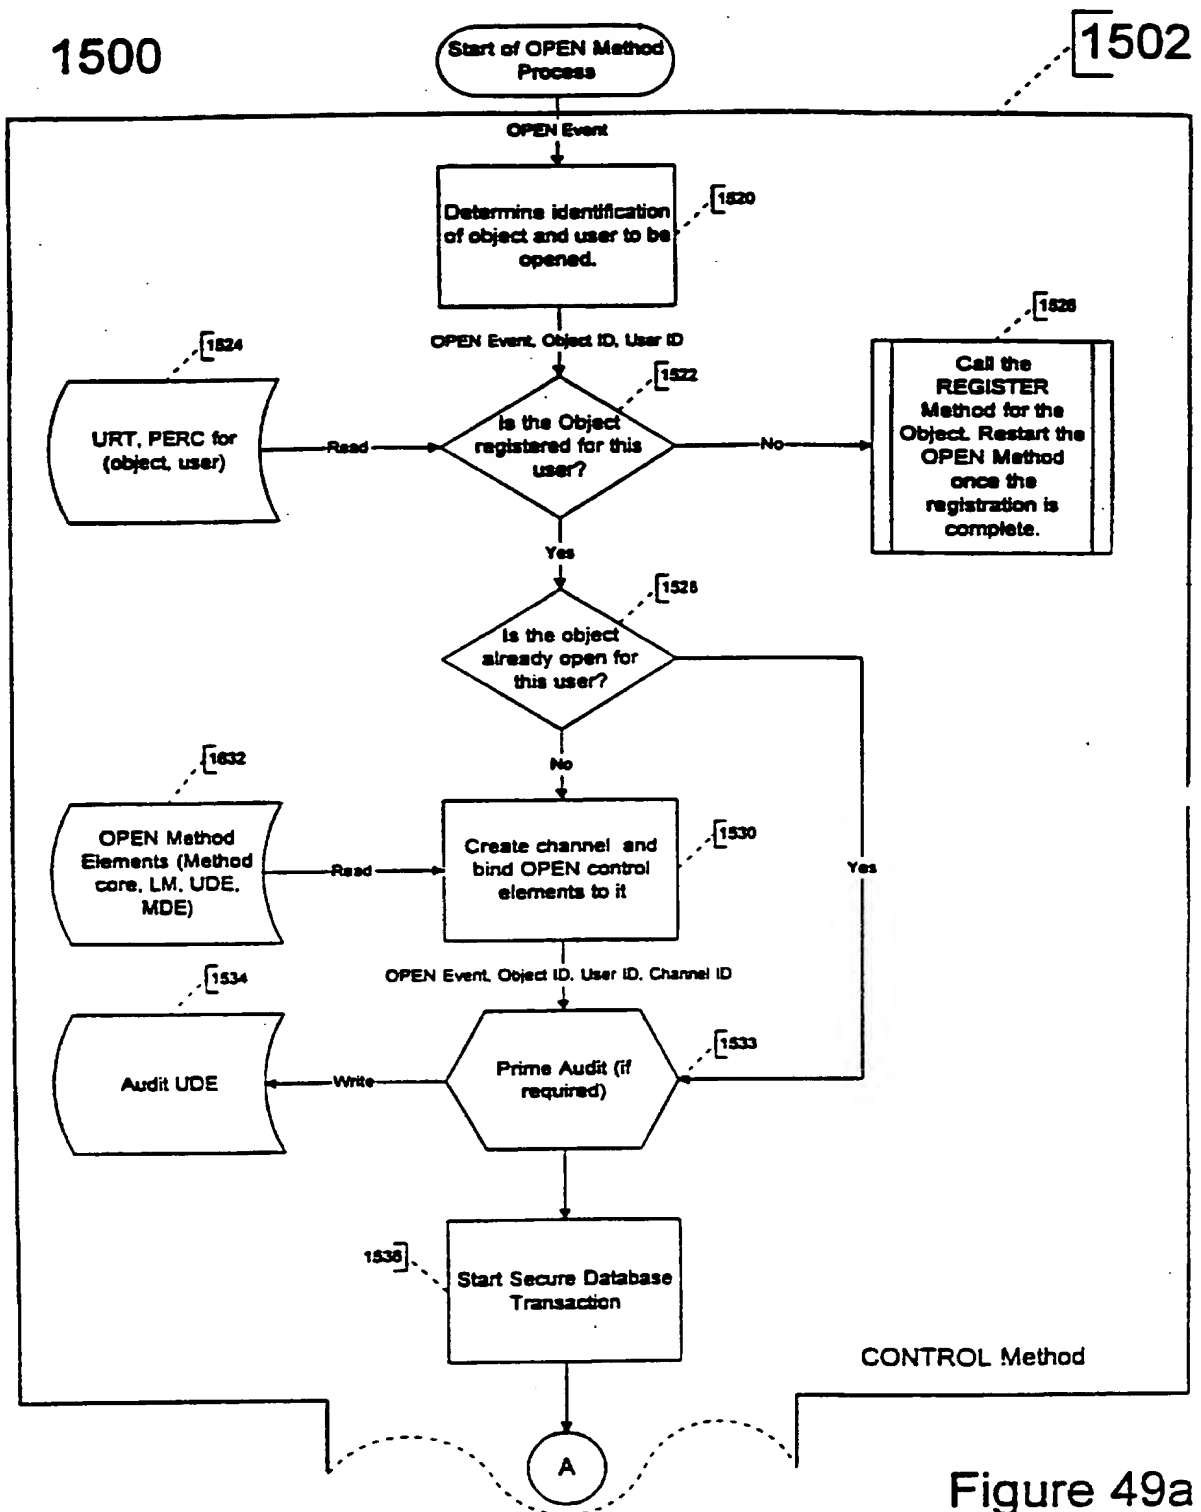 1500
1502
Start of OPEN Method
Process
OPEN Event
Determine identification
of object and user to be
opened.
1520
OPEN Event, Object ID, User ID
1524
URT, PERC for
(object, user)
Read
1522
Is the Object
registered for this
user?
No
1526
Call the
REGISTER
Method for the
Object. Restart the
OPEN Method
once the
registration is
complete.
Yes
1528
Is the object
already open for
this user?
No
Yes
1532
OPEN Method
Elements (Method
core, LM, UDE,
MDE)
Read
1530
Create channel and
bind OPEN control
elements to it
OPEN Event, Object ID, User ID, Channel ID
1534
Audit UDE
Write
1533
Prime Audit (if
required)
1536
Start Secure Database
Transaction
CONTROL Method
A
Figure 49a